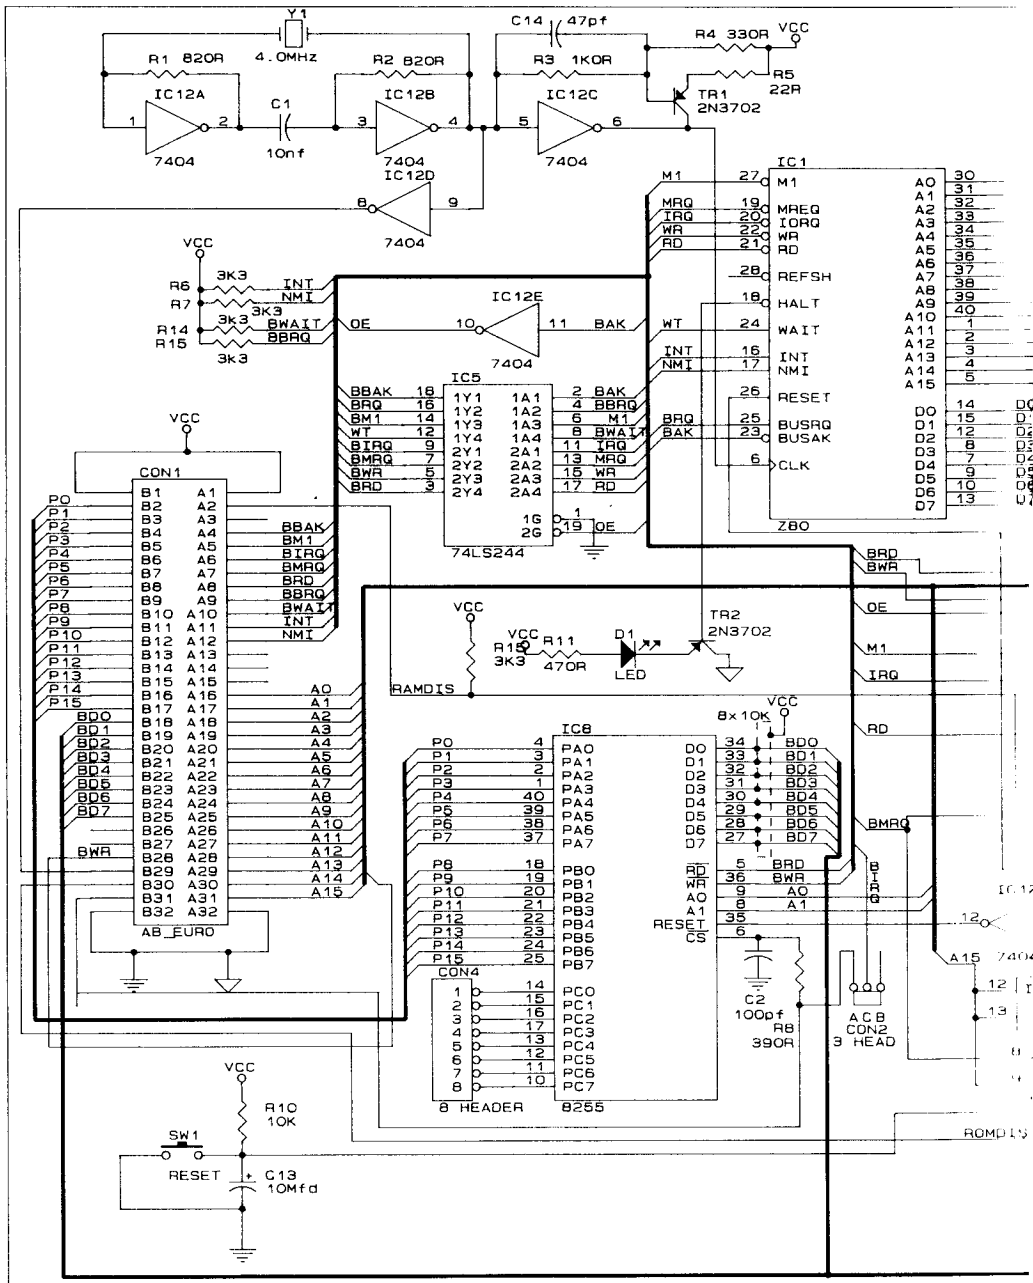 Y1
4.0MHz
R1 820R
R2 820R
C14 47pf
R3 1K0R
R4 330R
VCC
R5
22R
TR1
2N3702
IC12A
1 2
7404
C1
10nf
IC12B
3 4
7404
IC12C
5 6
7404
IC12D
8 9
7404
VCC
R6 3K3 INT
R7 3K3 NMI
R14 3K3 BWAIT
R15 3K3 BBRQ
OE
IC12E
10 11
7404
BAK
IC5
BBAK 18 1Y1 1A1 2 BAK
BRQ 16 1Y2 1A2 4 BBRQ
BM1 14 1Y3 1A3 6 M1
WT 12 1Y4 1A4 8 BWAIT
BIRQ 9 2Y1 2A1 11 IRQ
BMRQ 7 2Y2 2A2 13 MRQ
BWR 5 2Y3 2A3 15 WR
BRD 3 2Y4 2A4 17 RD
1G 1
2G 19 OE
74LS244
IC1
M1 27 M1
MRQ 19 MREQ
IRQ 20 IORQ
WR 22 WR
RD 21 RD
28 REFSH
18 HALT
WT 24 WAIT
INT 16 INT
NMI 17 NMI
26 RESET
BRQ 25 BUSRQ
BAK 23 BUSAK
6 CLK
A0 30
A1 31
A2 32
A3 33
A4 34
A5 35
A6 36
A7 37
A8 38
A9 39
A10 40
A11 1
A12 2
A13 3
A14 4
A15 5
D0 14 D0
D1 15 D1
D2 12 D2
D3 8 D3
D4 7 D4
D5 9 D5
D6 10 D6
D7 13
Z80
VCC
CON1
B1 A1
P0 B2 A2
P1 B3 A3
P2 B4 A4
P3 B5 A5 BBAK
P4 B6 A6 BM1
P5 B7 A7 BIRQ
P6 B8 A8 BMRQ
P7 B9 A9 BRD
P8 B10 A10 BBRQ
P9 B11 A11 BWAIT
P10 B12 A12 INT
P11 B13 A13 NMI
P12 B14 A14
P13 B15 A15
P14 B16 A16 A0
P15 B17 A17 A1
BD0 B18 A18 A2
BD1 B19 A19 A3
BD2 B20 A20 A4
BD3 B21 A21 A5
BD4 B22 A22 A6
BD5 B23 A23 A7
BD6 B24 A24 A8
BD7 B25 A25 A9
B26 A26 A10
B27 A27 A11
BWR B28 A28 A12
B29 A29 A13
B30 A30 A14
B31 A31 A15
B32 A32
AB_EURO
VCC
3K3
RAMDIS
VCC
R11
470R
D1
LED
TR2
2N3702
BRD
BWR
OE
M1
IRQ
RD
BMRQ
BIRQ
8x10K
VCC
IC8
P0 4 PA0 D0 34 BD0
P1 3 PA1 D1 33 BD1
P2 2 PA2 D2 32 BD2
P3 1 PA3 D3 31 BD3
P4 40 PA4 D4 30 BD4
P5 39 PA5 D5 29 BD5
P6 38 PA6 D6 28 BD6
P7 37 PA7 D7 27 BD7
P8 18 PB0 RD 5 BRD
P9 19 PB1 WR 36 BWR
P10 20 PB2 A0 9 A0
P11 21 PB3 A1 8 A1
P12 22 PB4 RESET 35
P13 23 PB5 CS 6
P14 24 PB6
P15 25 PB7
CON4
1 14 PC0
2 15 PC1
3 16 PC2
4 17 PC3
5 13 PC4
6 12 PC5
7 11 PC6
8 10 PC7
8 HEADER
8255
C2
100pf
R8
390R
A C B
CON2
3 HEAD
12
7404
A15
12
13
8
ROMDIS
VCC
R10
10K
SW1
RESET
C13
10Mfd